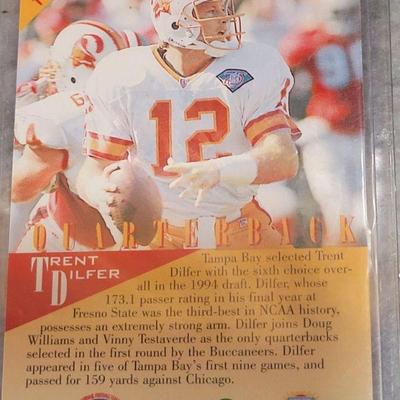 12
QUARTERBACK
TRENT
DILFER
Tampa Bay selected Trent
Dilfer with the sixth choice over-
all in the 1994 draft. Dilfer, whose
173.1 passer rating in his final year at
Fresno State was the third-best in NCAA history,
possesses an extremely strong arm. Dilfer joins Doug
Williams and Vinny Testaverde as the only quarterbacks
selected in the first round by the Buccaneers. Dilfer
appeared in five of Tampa Bay's first nine games, and
passed for 159 yards against Chicago.